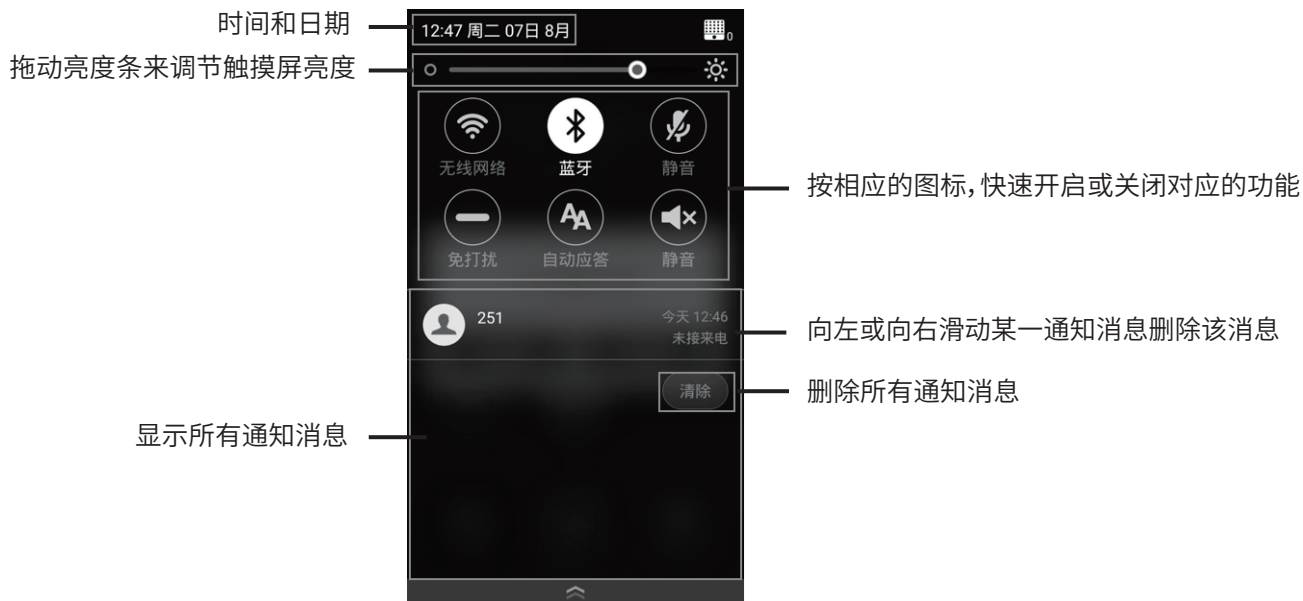 时间和日期
12:47 周二 07日 8月
0
拖动亮度条来调节触摸屏亮度
无线网络
蓝牙
静音
按相应的图标，快速开启或关闭对应的功能
AA
免打扰
自动应答
静音
251
今天 12:46
未接来电
向左或向右滑动某一通知消息删除该消息
清除
删除所有通知消息
显示所有通知消息